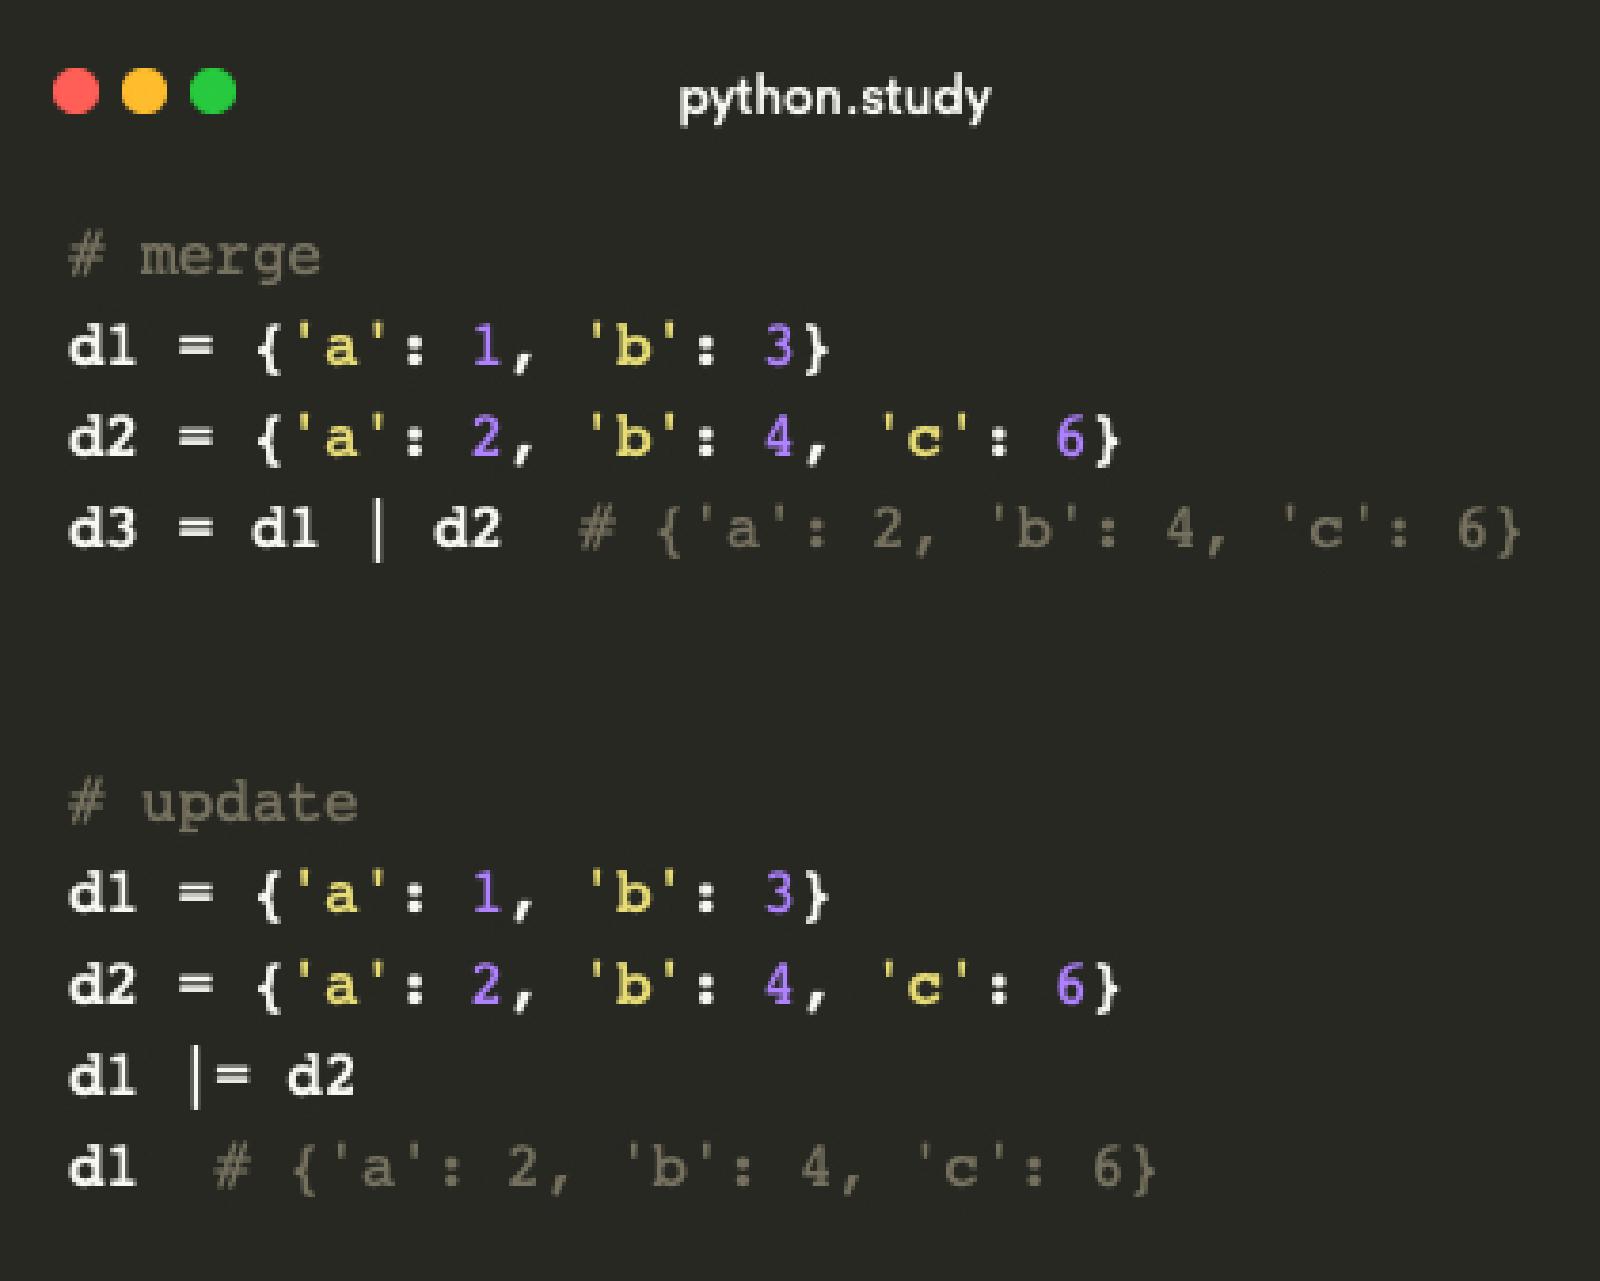 python.study
# merge
d1 = {'a': 1, 'b': 3}
d2 = {'a': 2, 'b': 4, 'c': 6}
d3 = d1 | d2  # {'a': 2, 'b': 4, 'c': 6}
# update
d1 = {'a': 1, 'b': 3}
d2 = {'a': 2, 'b': 4, 'c': 6}
d1 |= d2
d1  # {'a': 2, 'b': 4, 'c': 6}